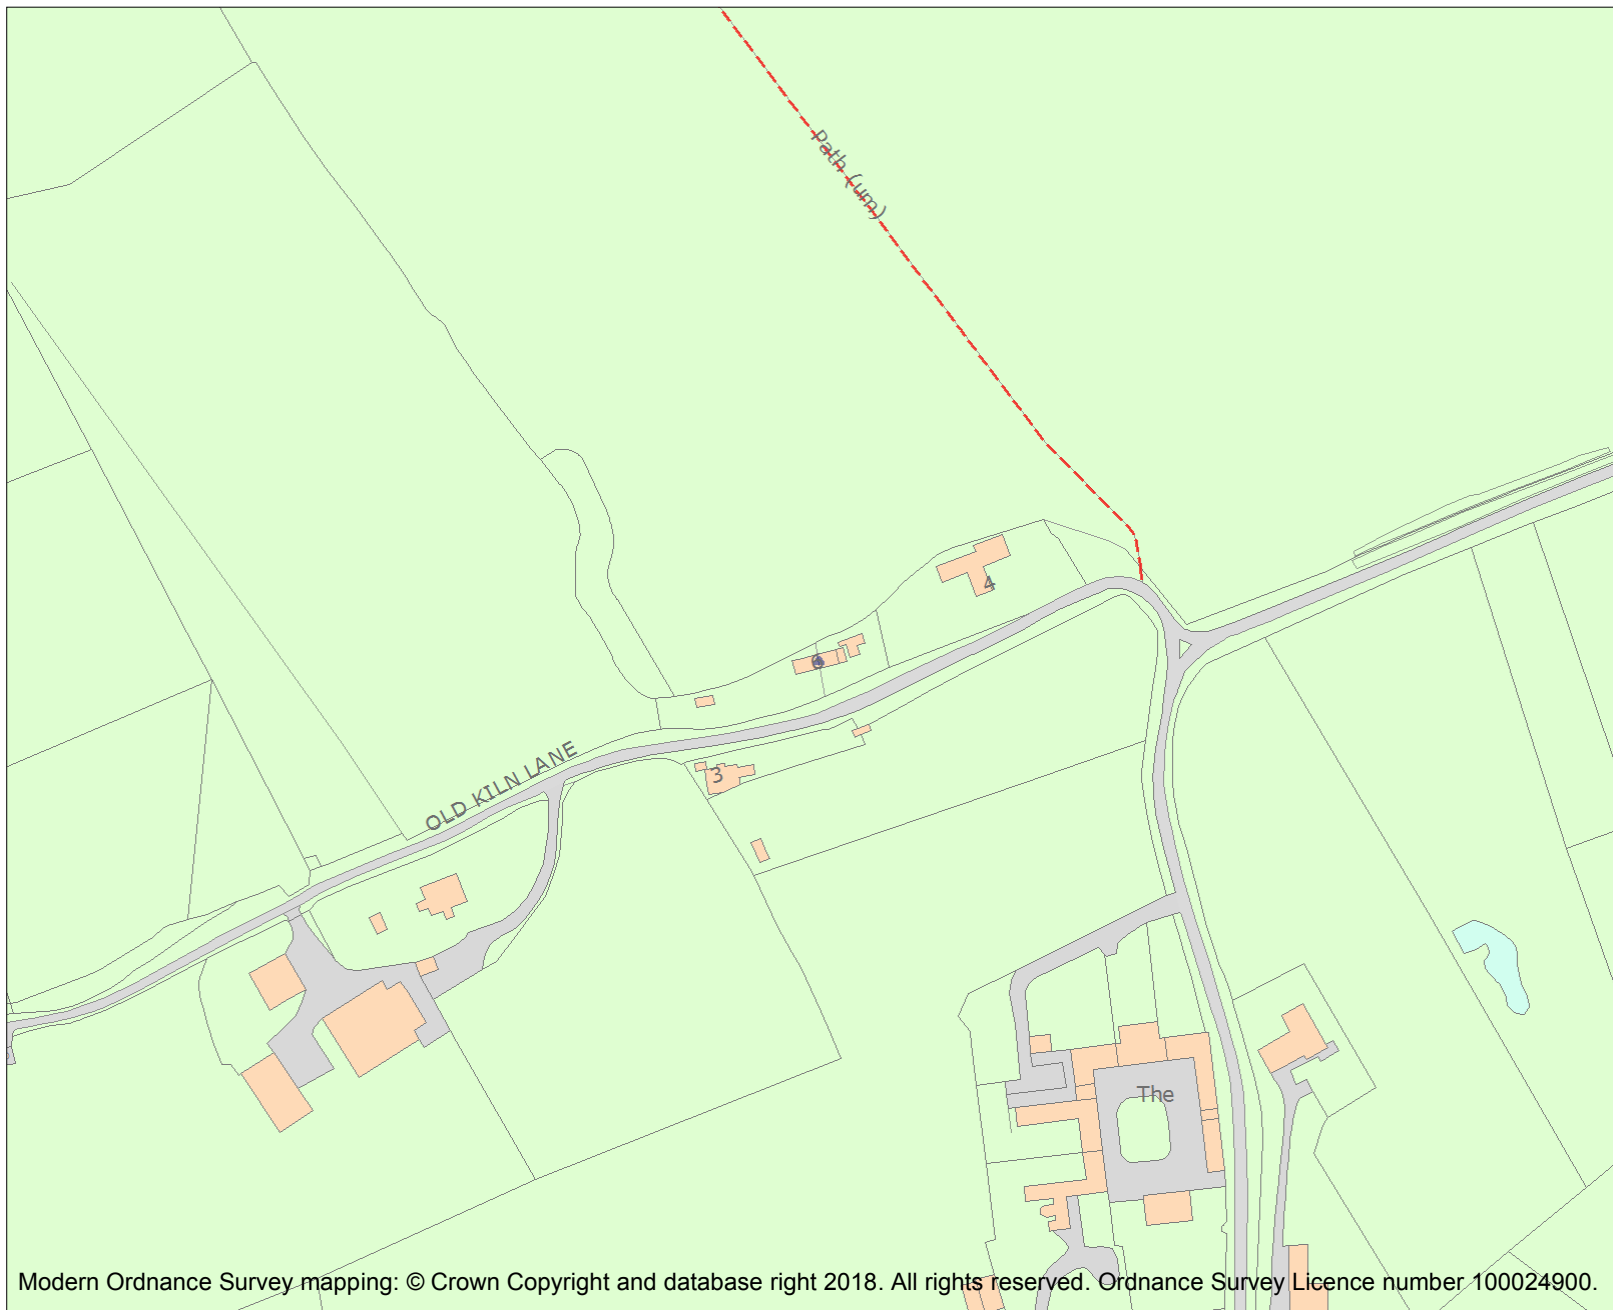 Path (um)
4
OLD KILN LANE
3
The
Modern Ordnance Survey mapping: © Crown Copyright and database right 2018. All rights reserved. Ordnance Survey Licence number 100024900.